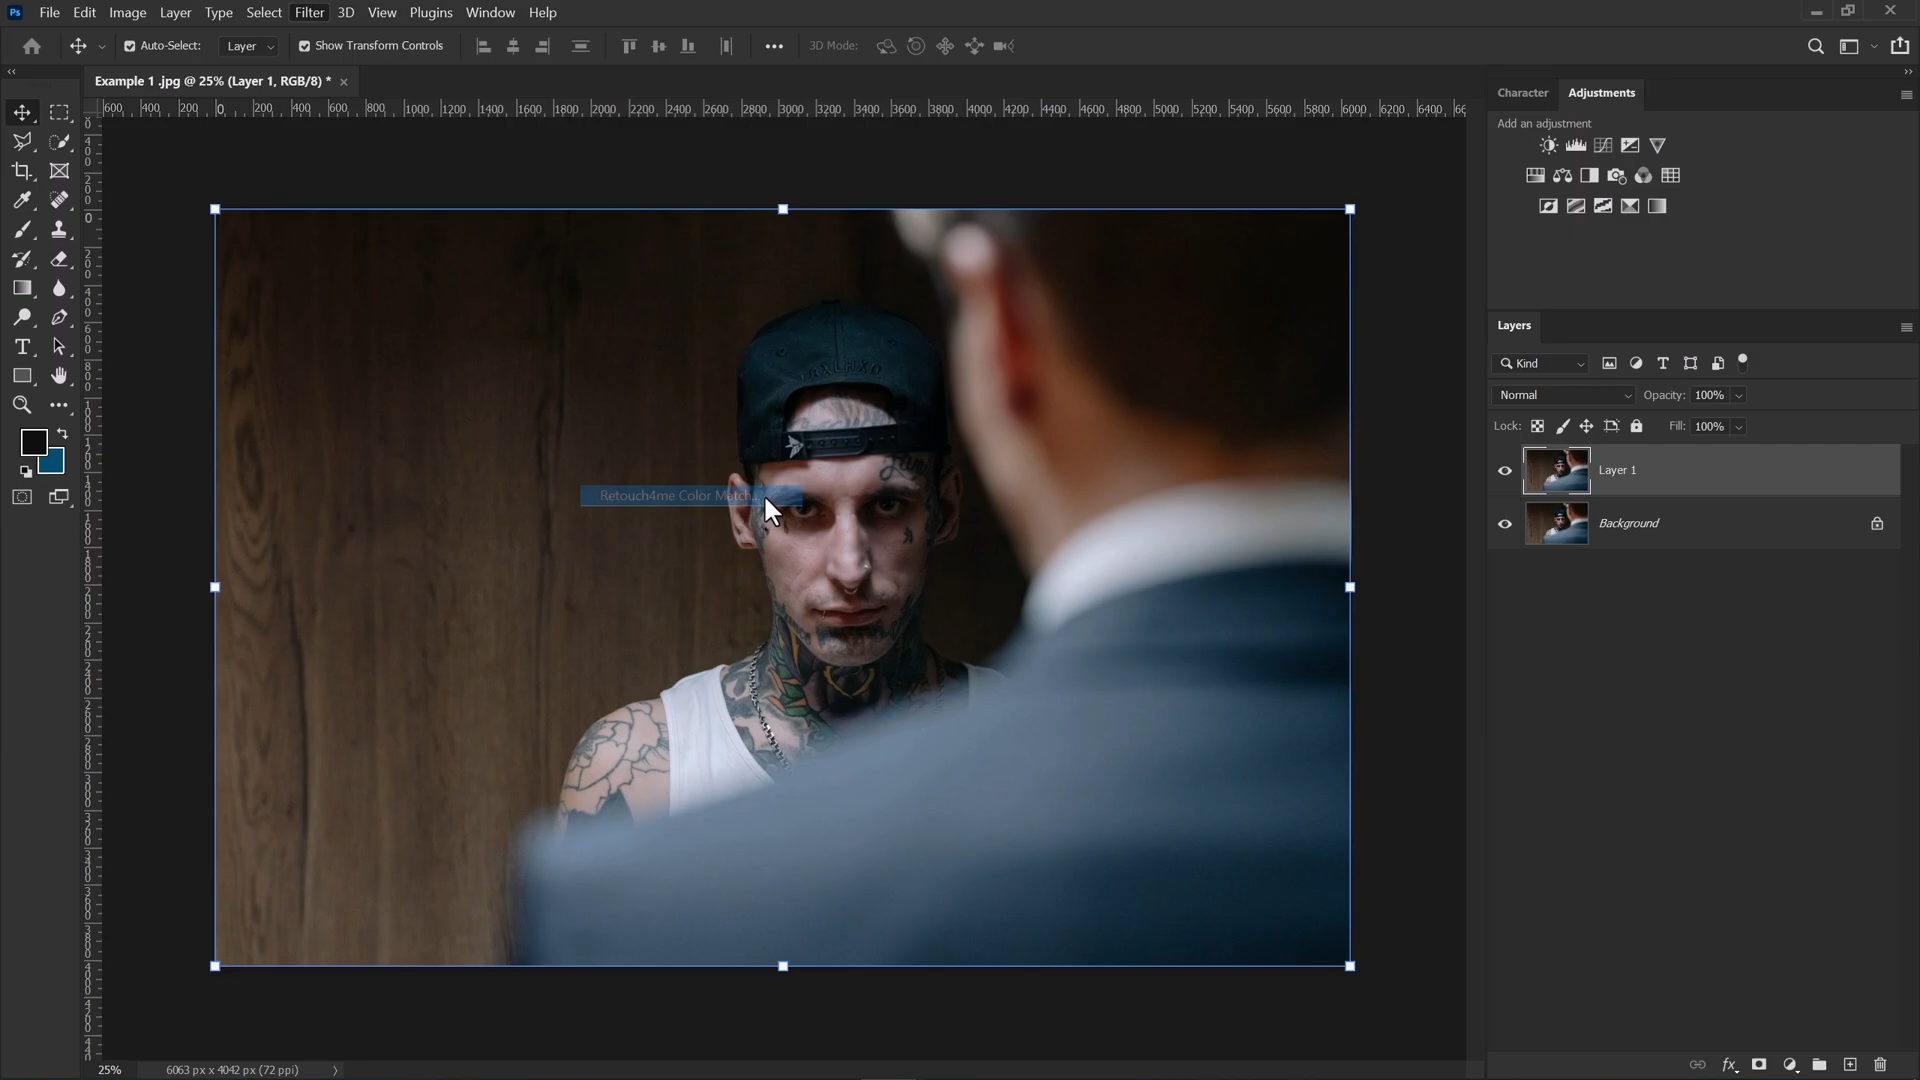 Ps File Edit Image Layer Type Select Filter 3D View Plugins Window Help
Auto-Select: Layer Show Transform Controls 3D Mode:
Example 1 .jpg @ 25% (Layer 1, RGB/8) *
600 400 200 0 200 400 600 800 1000 1200 1400 1600 1800 2000 2200 2400 2600 2800 3000 3200 3400 3600 3800 4000 4200 4400 4600 4800 5000 5200 5400 5600 5800 6000 6200 6400
Character Adjustments
Add an adjustment
Layers
Kind
Normal Opacity: 100%
Lock: Fill: 100%
Layer 1
Background
Retouch4me Color Match...
25% 6063 px x 4042 px (72 ppi)